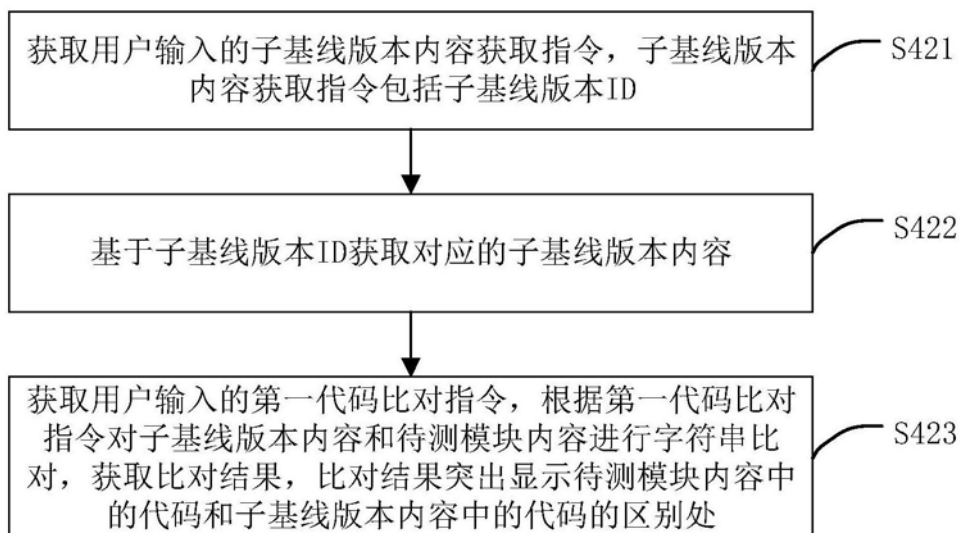 获取用户输入的子基线版本内容获取指令，子基线版本
内容获取指令包括子基线版本ID
S421
基于子基线版本ID获取对应的子基线版本内容
S422
获取用户输入的第一代码比对指令，根据第一代码比对
指令对子基线版本内容和待测模块内容进行字符串比
对，获取比对结果，比对结果突出显示待测模块内容中
的代码和子基线版本内容中的代码的区别处
S423